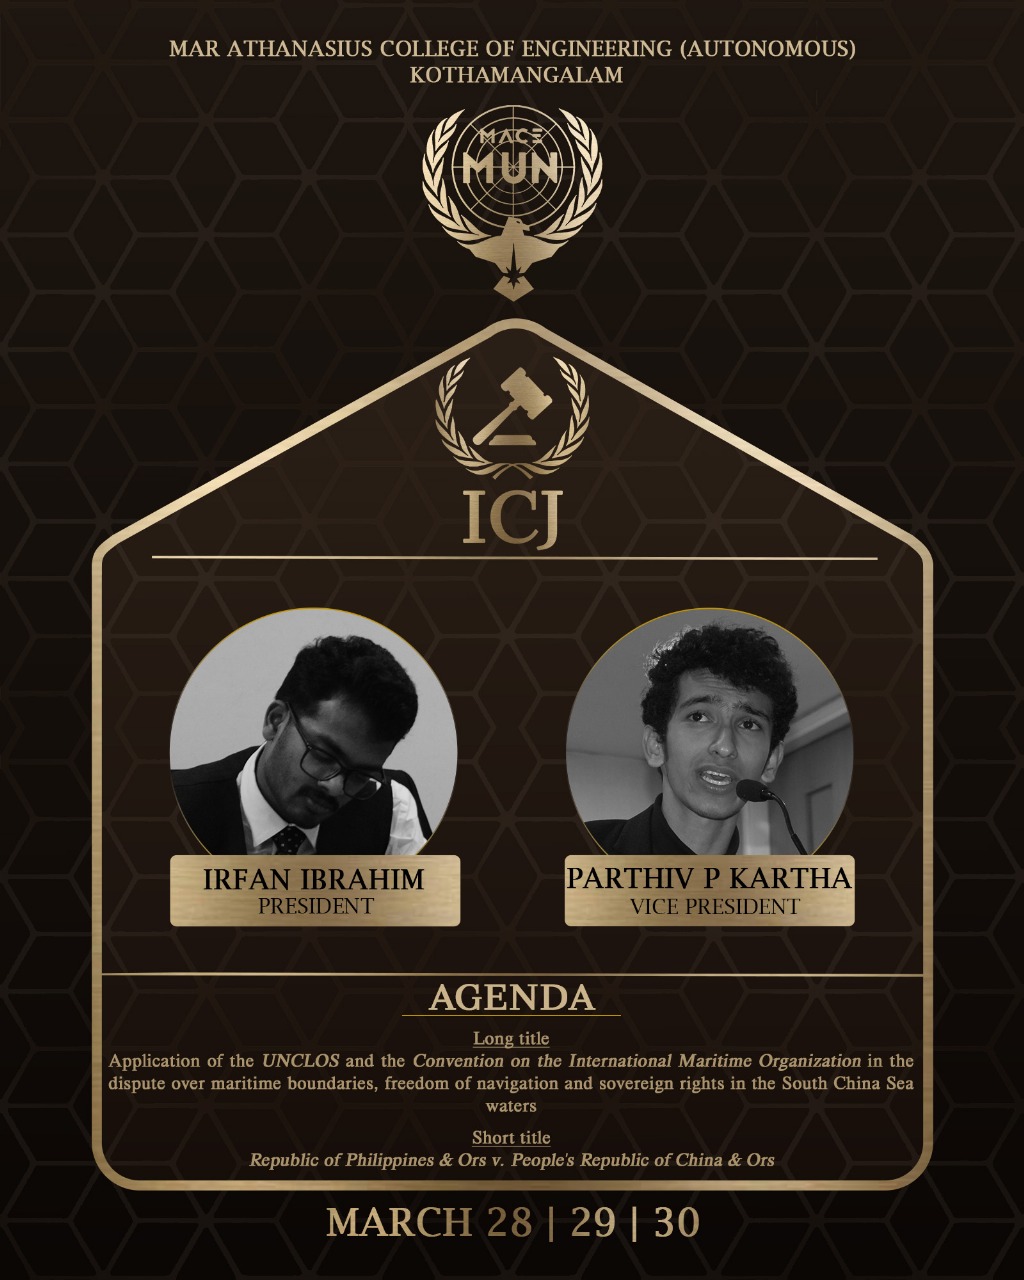 MAR ATHANASIUS COLLEGE OF ENGINEERING (AUTONOMOUS)
KOTHAMANGALAM
MACE
MUN
ICJ
IRFAN IBRAHIM
PRESIDENT
PARTHIV P KARTHA
VICE PRESIDENT
AGENDA
Long title
Application of the UNCLOS and the Convention on the International Maritime Organization in the
dispute over maritime boundaries, freedom of navigation and sovereign rights in the South China Sea
waters
Short title
Republic of Philippines & Ors v. People's Republic of China & Ors
MARCH 28 | 29 | 30